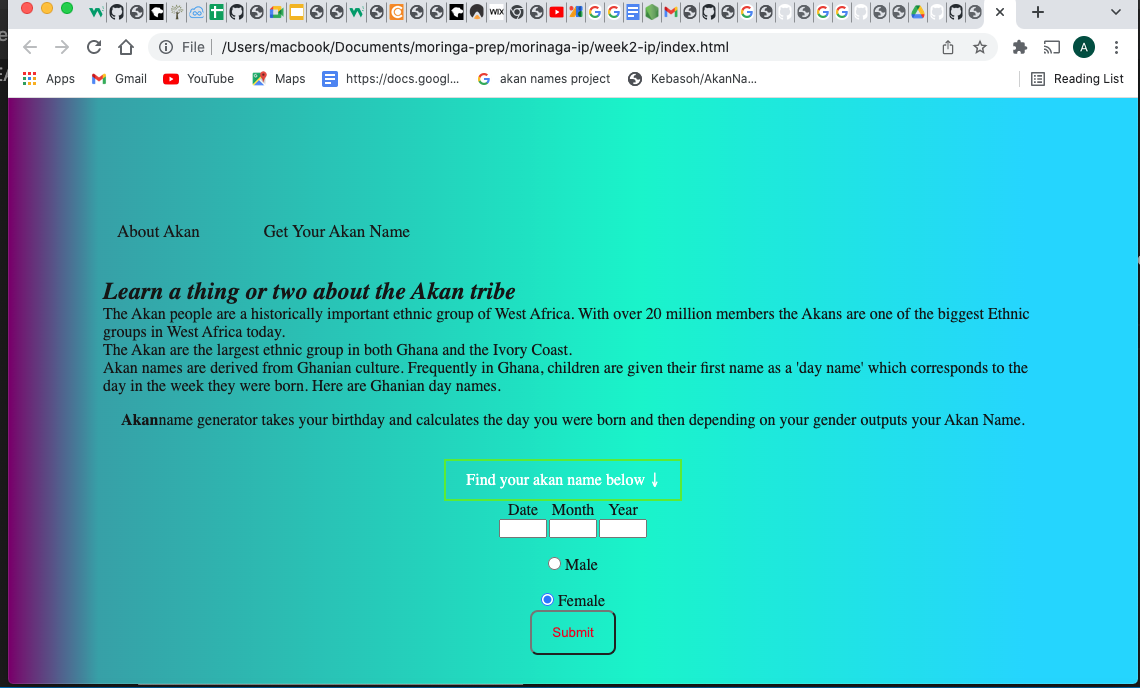 WIX
File
/Users/macbook/Documents/moringa-prep/morinaga-ip/week2-ip/index.html
A
Apps
Gmail
YouTube
Maps
https://docs.googl...
akan names project
Kebasoh/AkanNa...
Reading List
About Akan
Get Your Akan Name
Learn a thing or two about the Akan tribe
The Akan people are a historically important ethnic group of West Africa. With over 20 million members the Akans are one of the biggest Ethnic
groups in West Africa today.
The Akan are the largest ethnic group in both Ghana and the Ivory Coast.
Akan names are derived from Ghanian culture. Frequently in Ghana, children are given their first name as a 'day name' which corresponds to the
day in the week they were born. Here are Ghanian day names.
Akanname generator takes your birthday and calculates the day you were born and then depending on your gender outputs your Akan Name.
Find your akan name below ↓
Date Month Year
Male
Female
Submit